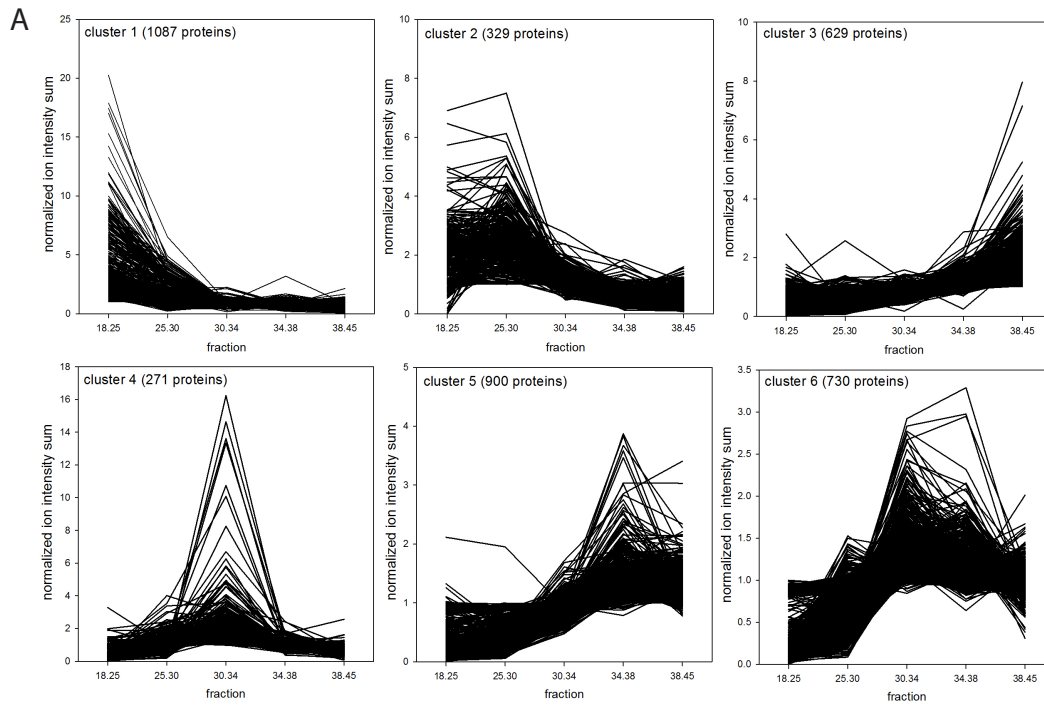 A
cluster 1 (1087 proteins)
normalized ion intensity sum
25
20
15
10
5
0
18.25 25.30 30.34 34.38 38.45
fraction
cluster 2 (329 proteins)
normalized ion intensity sum
10
8
6
4
2
0
18.25 25.30 30.34 34.38 38.45
fraction
cluster 3 (629 proteins)
normalized ion intensity sum
10
8
6
4
2
0
18.25 25.30 30.34 34.38 38.45
fraction
cluster 4 (271 proteins)
normalized ion intensity sum
18
16
14
12
10
8
6
4
2
0
18.25 25.30 30.34 34.38 38.45
fraction
cluster 5 (900 proteins)
normalized ion intensity sum
5
4
3
2
1
0
18.25 25.30 30.34 34.38 38.45
fraction
cluster 6 (730 proteins)
normalized ion intensity sum
3.5
3.0
2.5
2.0
1.5
1.0
0.5
0.0
18.25 25.30 30.34 34.38 38.45
fraction